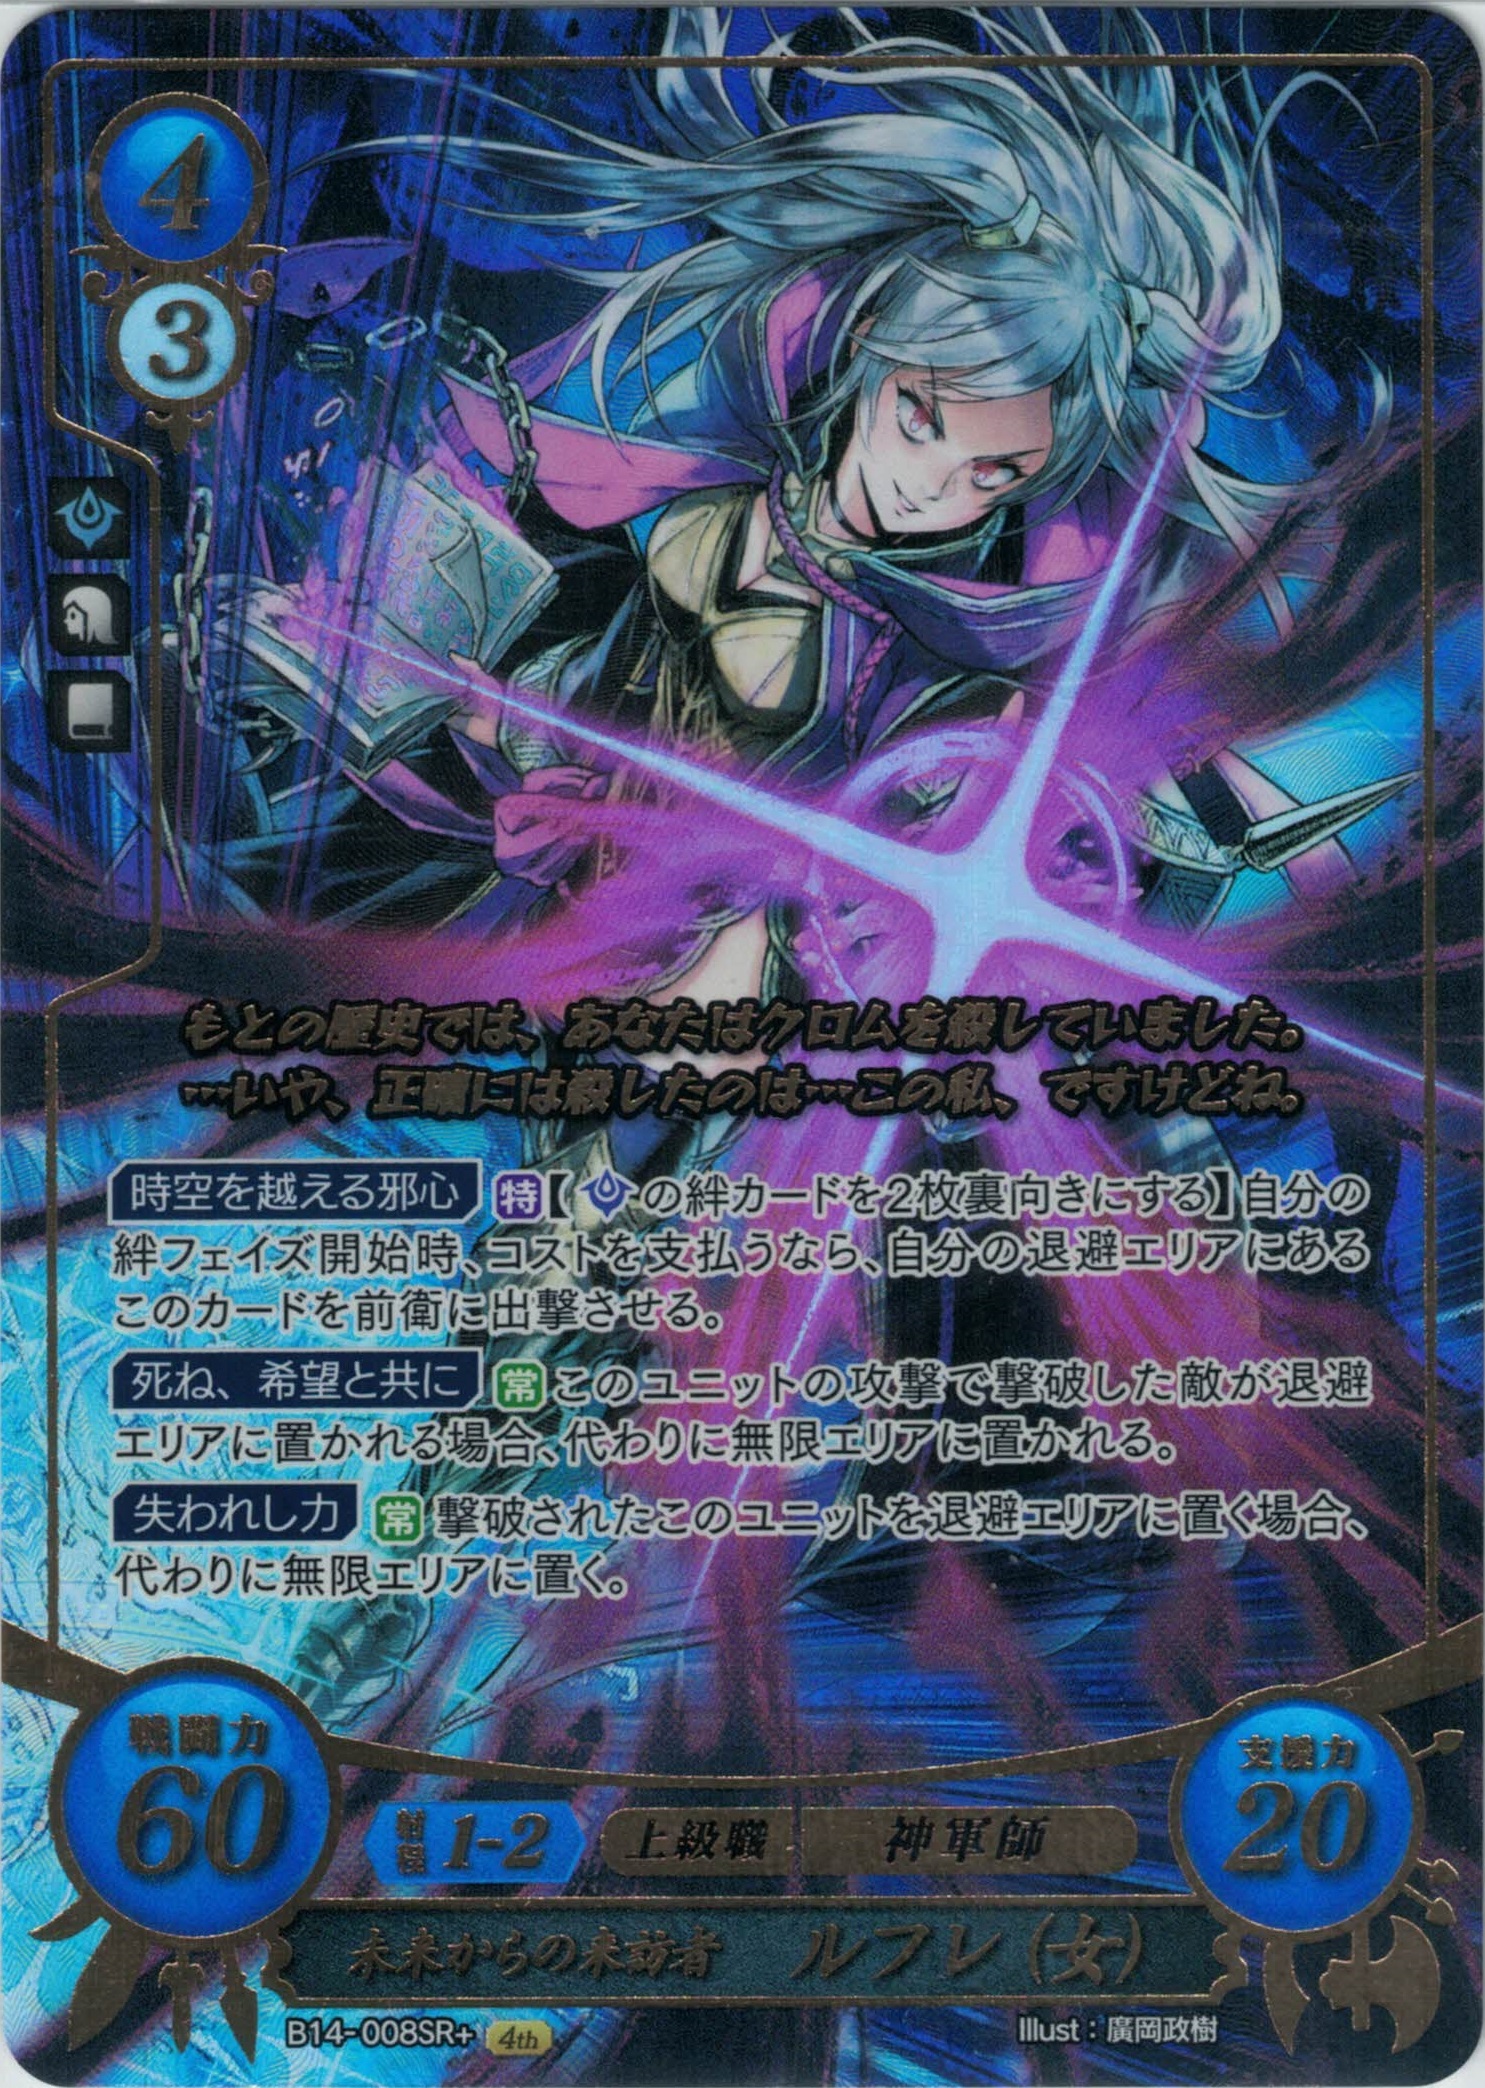 4
3
もとの歴史では、あなたはクロムを殺していました。
…いや、正確には殺したのは…この私、ですけどね。
時空を越える邪心 特【 の絆カードを2枚裏向きにする】自分の
絆フェイズ開始時、コストを支払うなら、自分の退避エリアにある
このカードを前衛に出撃させる。
死ね、希望と共に 常 このユニットの攻撃で撃破した敵が退避
エリアに置かれる場合、代わりに無限エリアに置かれる。
失われし力 常 撃破されたこのユニットを退避エリアに置く場合、
代わりに無限エリアに置く。
戦闘力
60
射程 1-2
上級職 神軍師
支援力
20
未来からの来訪者 ルフレ(女)
B14-008SR+ 4th
Illust：廣岡政樹